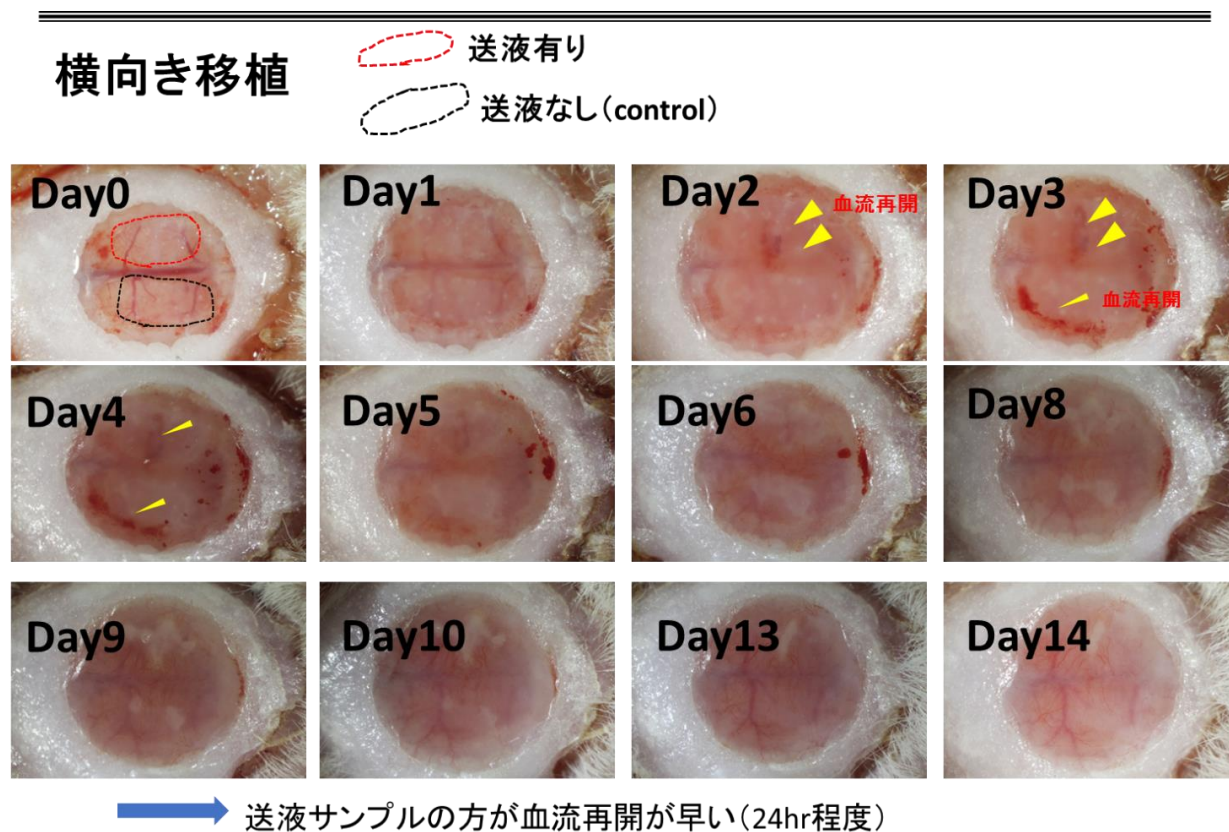 横向き移植
送液有り
送液なし(control)
Day0
Day1
Day2
血流再開
Day3
血流再開
Day4
Day5
Day6
Day8
Day9
Day10
Day13
Day14
送液サンプルの方が血流再開が早い(24hr程度)